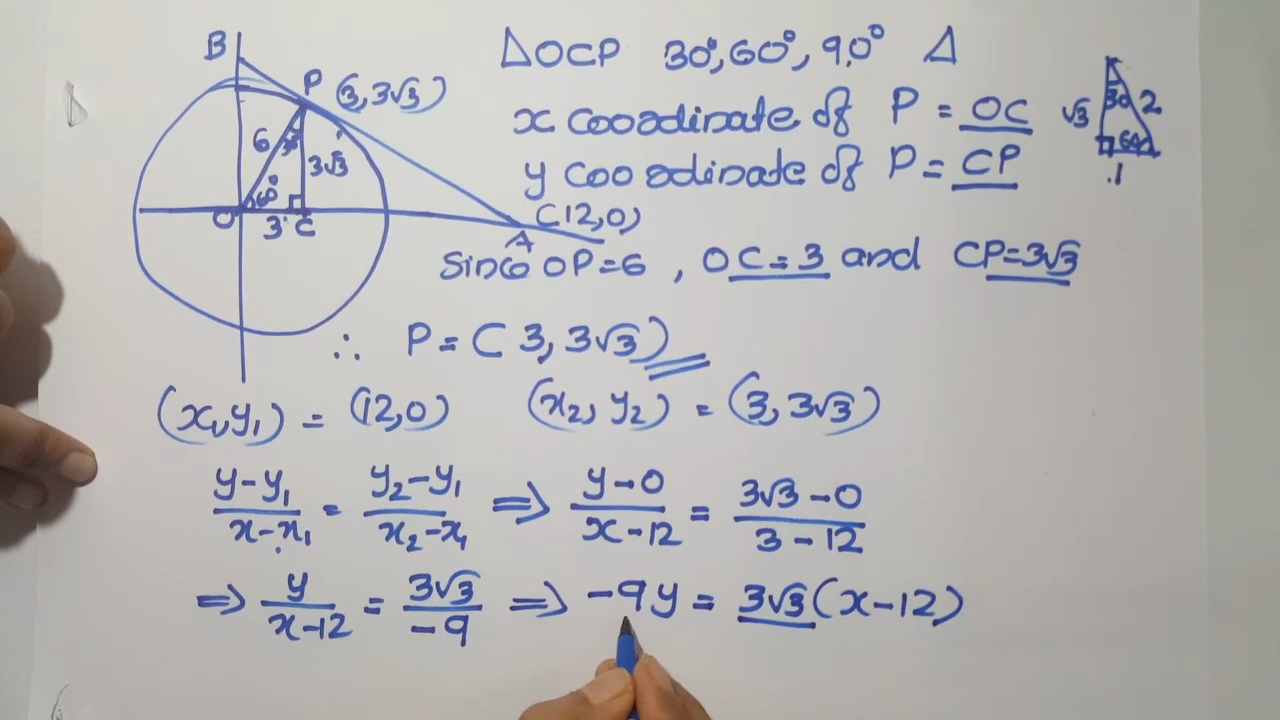 B
P (3, 3√3)
6
30°
3√3
60°
O 3 C
A (12,0)
△OCP 30°, 60°, 90° △
x coordinate of P = OC
y coordinate of P = CP
√3 30 2
60
1
Since OP=6, OC=3 and CP=3√3
∴ P = (3, 3√3)
(x₁,y₁) = (12,0) (x₂, y₂) = (3, 3√3)
y-y₁/x-x₁ = y₂-y₁/x₂-x₁ ⟹ y-0/x-12 = 3√3-0/3-12
⟹ y/x-12 = 3√3/-9 ⟹ -9y = 3√3(x-12)